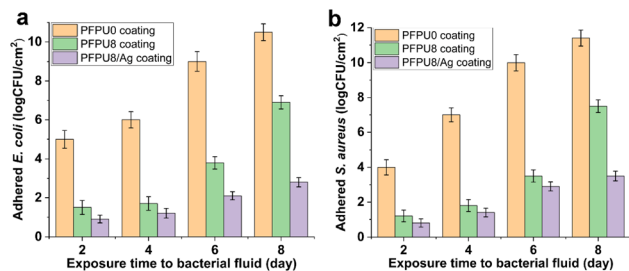 a
Adhered E. coli (logCFU/cm²)
10
8
6
4
2
0
PFPU0 coating
PFPU8 coating
PFPU8/Ag coating
2 4 6 8
Exposure time to bacterial fluid (day)
b
Adhered S. aureus (logCFU/cm²)
12
10
8
6
4
2
0
PFPU0 coating
PFPU8 coating
PFPU8/Ag coating
2 4 6 8
Exposure time to bacterial fluid (day)